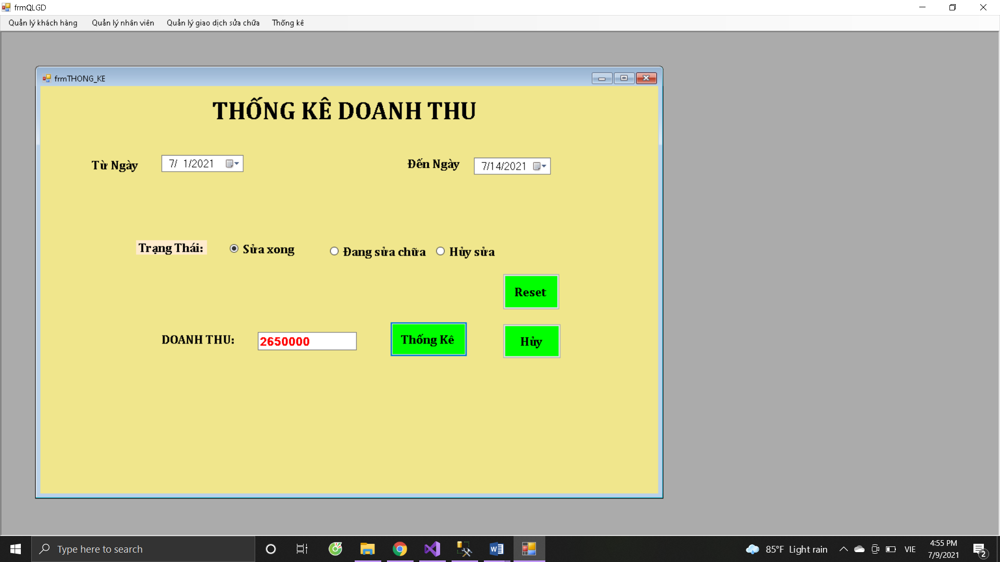 frmQLGD
Quản lý khách hàng Quản lý nhân viên Quản lý giao dịch sửa chữa Thống kê
frmTHONG_KE
THỐNG KÊ DOANH THU
Từ Ngày 7/ 1/2021 Đến Ngày 7/14/2021
Trạng Thái: Sửa xong Đang sửa chữa Hủy sửa
Reset
DOANH THU: 2650000 Thống Kê Hủy
Type here to search 85°F Light rain VIE 4:55 PM
7/9/2021 2